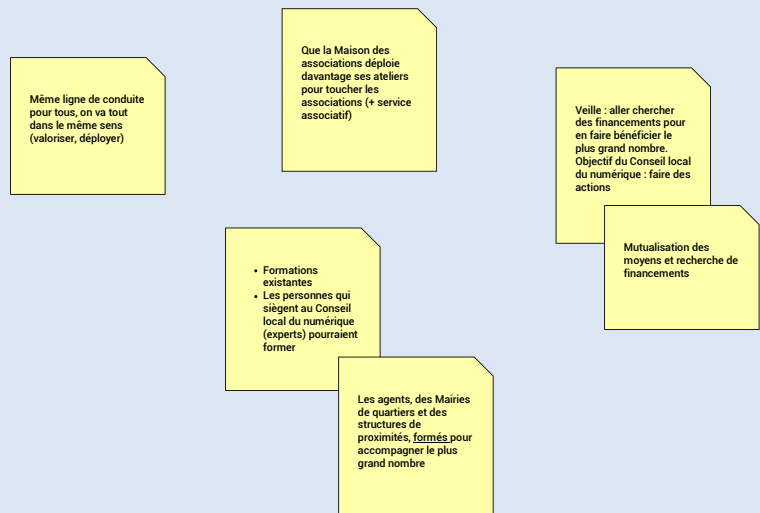 Même ligne de conduite
pour tous, on va tout
dans le même sens
(valoriser, déployer)
Que la Maison des
associations déploie
davantage ses ateliers
pour toucher les
associations (+ service
associatif)
Veille : aller chercher
des financements pour
en faire bénéficier le
plus grand nombre.
Objectif du Conseil local
du numérique : faire des
actions
Mutualisation des
moyens et recherche de
financements
• Formations
existantes
• Les personnes qui
siègent au Conseil
local du numérique
(experts) pourraient
former
Les agents, des Mairies
de quartiers et des
structures de
proximités, formés pour
accompagner le plus
grand nombre